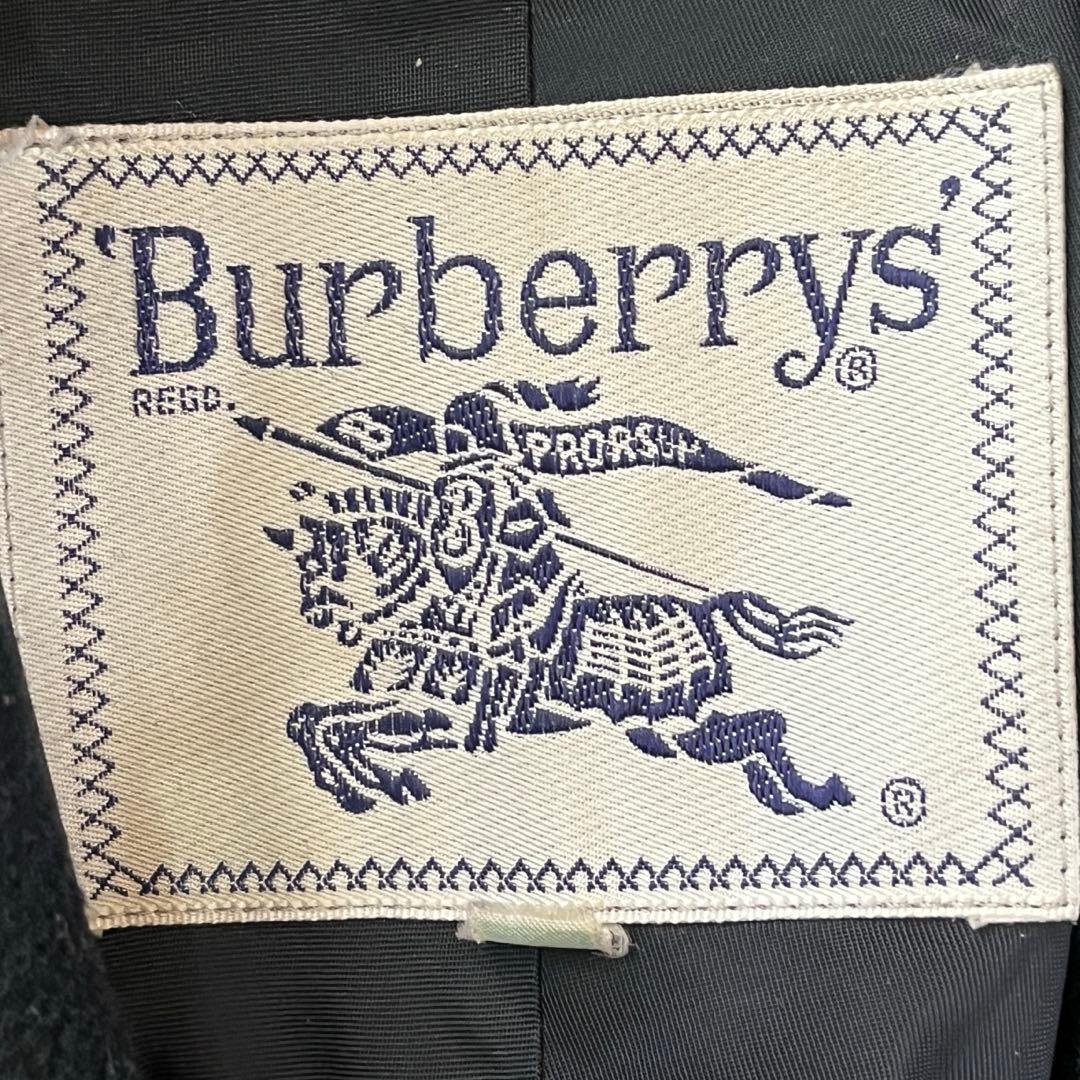 'Burberrys'
®
REGD.
PRORSUM
B
®